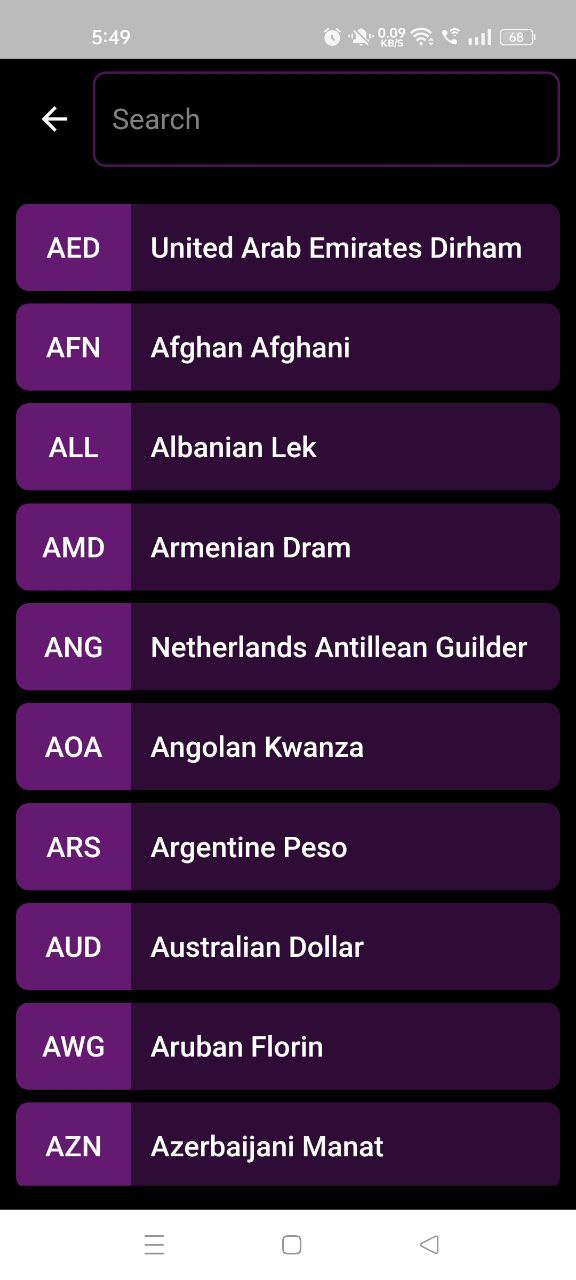 5:49
0.09
KB/S
68
Search
AED United Arab Emirates Dirham
AFN Afghan Afghani
ALL Albanian Lek
AMD Armenian Dram
ANG Netherlands Antillean Guilder
AOA Angolan Kwanza
ARS Argentine Peso
AUD Australian Dollar
AWG Aruban Florin
AZN Azerbaijani Manat